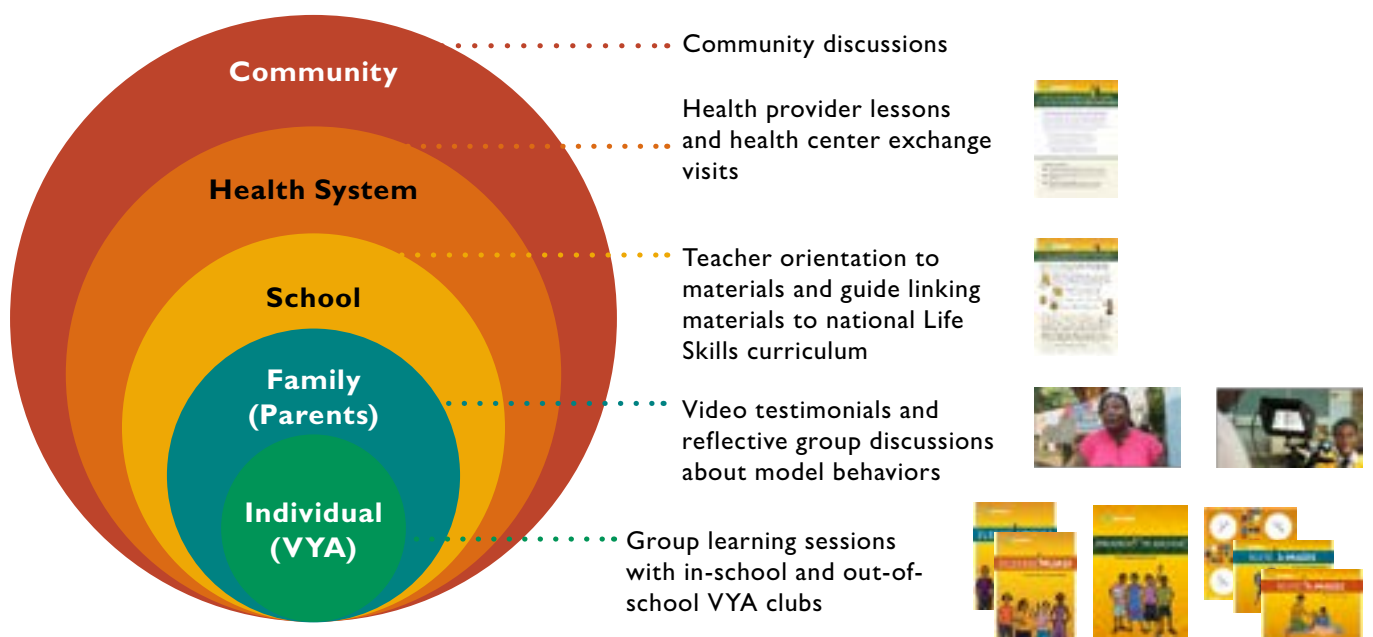 Community
Health System
School
Family
(Parents)
Individual
(VYA)
Community discussions
Health provider lessons
and health center exchange
visits
Teacher orientation to
materials and guide linking
materials to national Life
Skills curriculum
Video testimonials and
reflective group discussions
about model behaviors
Group learning sessions
with in-school and out-of-
school VYA clubs